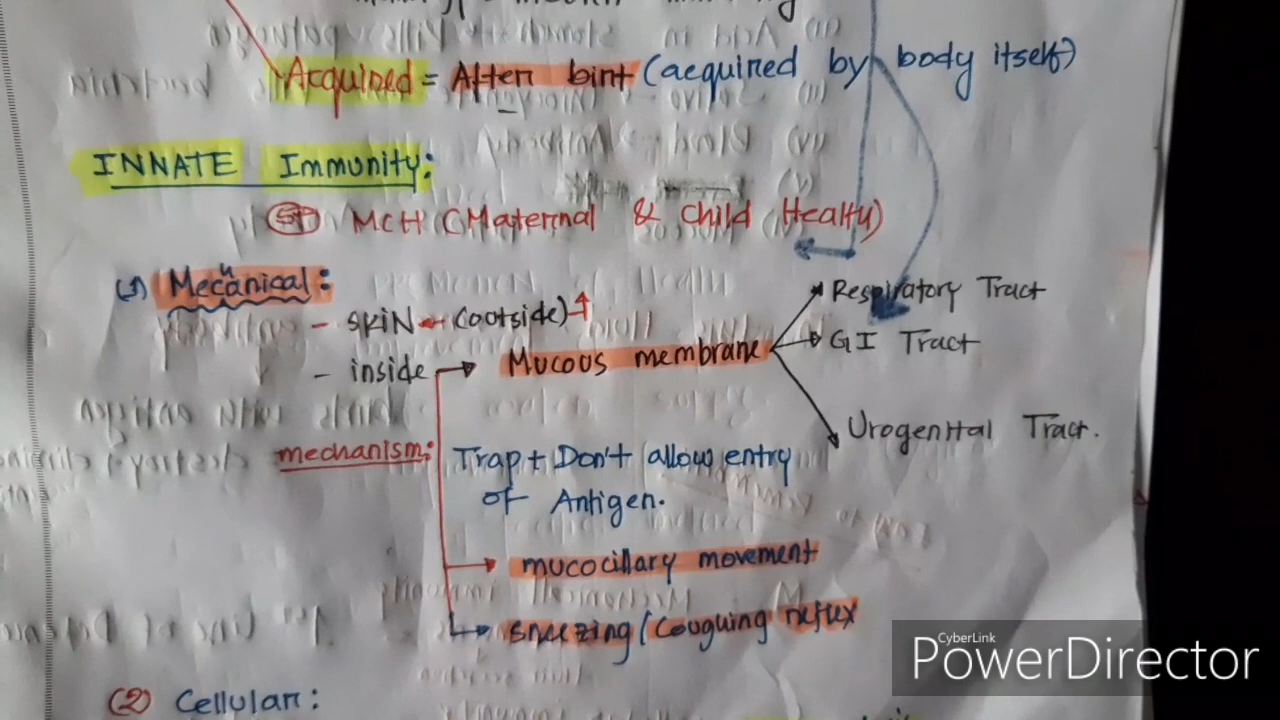 Acquired = After birt (acquired by body itself)
INNATE Immunity:
MCH (Maternal & child Health)
(1) Mechanical:
- SKIN (outside)
- inside → Mucous membrane
Respiratory Tract
GI Tract
Urogenital Tract.
mechanism: Trap + Don't allow entry
of Antigen.
mucocillary movement
sneezing / Couguing reflex
(2) Cellular:
CyberLink
PowerDirector